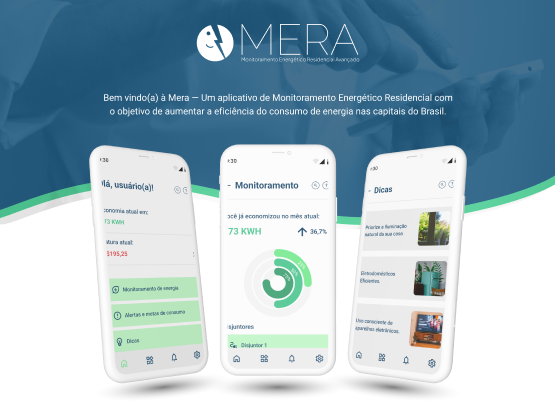 MERA
Monitoramento Energético Residencial Avançado
Bem vindo(a) à Mera — Um aplicativo de Monitoramento Energético Residencial com
o objetivo de aumentar a eficiência do consumo de energia nas capitais do Brasil.
:30
lá, usuário(a)!
conomia atual em:
73 KWH
atura atual:
$195,25
Monitoramento de energia
Alertas e metas de consumo
Dicas
:30
Monitoramento
ocê já economizou no mês atual:
73 KWH
36,7%
sjuntores
Disjuntor 1
:30
Dicas
Priorize a iluminação
natural da sua casa
Eletrodomésticos
Eficientes.
Uso consciente de
aparelhos eletrônicos.